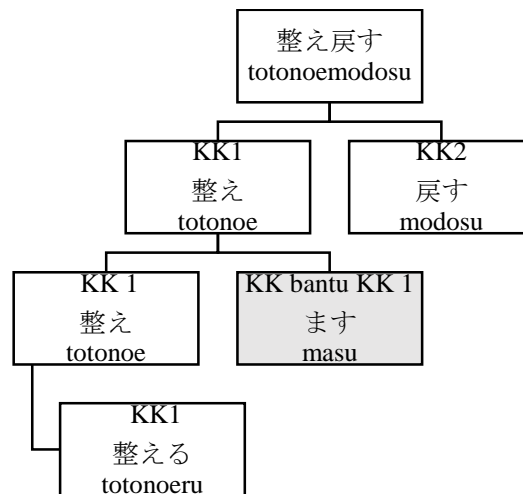 整え戻す
totonoemodosu
KK1
整え
totonoe
KK2
戻す
modosu
KK 1
整え
totonoe
KK bantu KK 1
ます
masu
KK1
整える
totonoeru